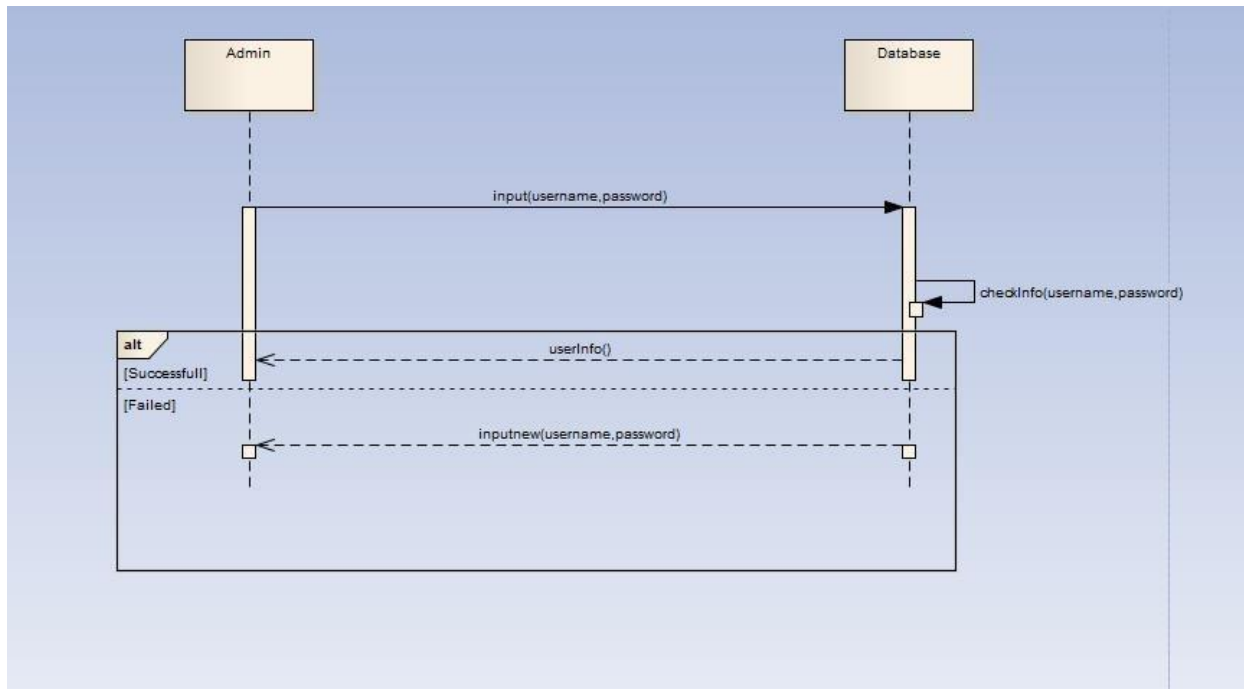 Admin
Database
input(username,password)
checkInfo(username,password)
alt
userInfo()
[Successfull]
[Failed]
inputnew(username,password)